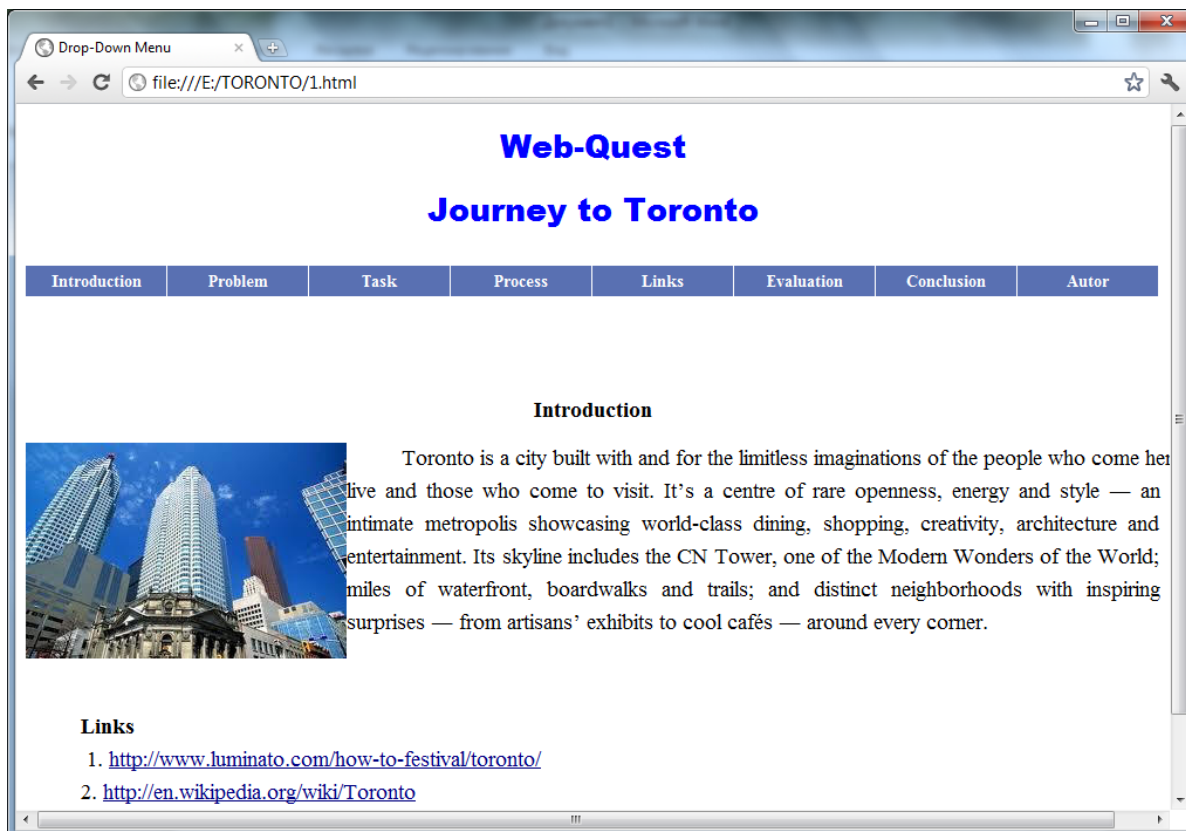 Drop-Down Menu
file:///E:/TORONTO/1.html
Web-Quest
Journey to Toronto
Introduction Problem Task Process Links Evaluation Conclusion Autor
Introduction
Toronto is a city built with and for the limitless imaginations of the people who come
live and those who come to visit. It’s a centre of rare openness, energy and style — an
intimate metropolis showcasing world-class dining, shopping, creativity, architecture and
entertainment. Its skyline includes the CN Tower, one of the Modern Wonders of the World;
miles of waterfront, boardwalks and trails; and distinct neighborhoods with inspiring
surprises — from artisans’ exhibits to cool cafés — around every corner.
Links
1. http://www.luminato.com/how-to-festival/toronto/
2. http://en.wikipedia.org/wiki/Toronto